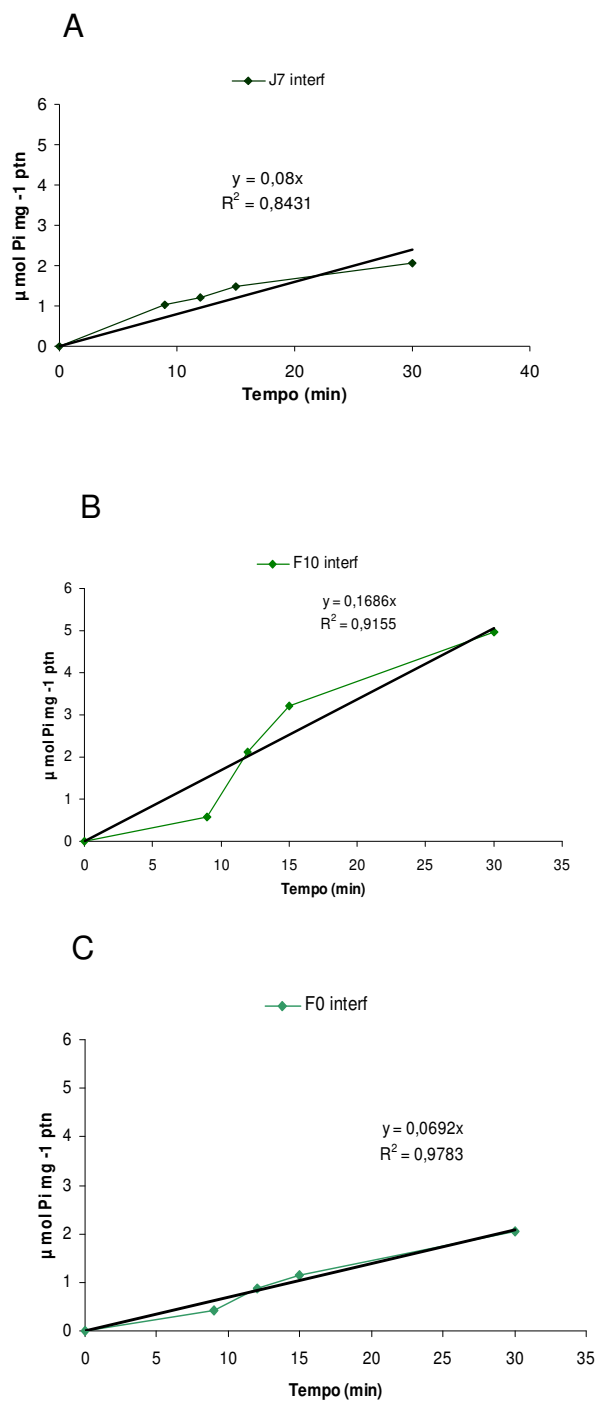 A
J7 interf
6
5
4
3
2
1
0
µ mol Pi mg -1 ptn
y = 0,08x
R² = 0,8431
0 10 20 30 40
Tempo (min)
B
F10 interf
6
5
4
3
2
1
0
µ mol Pi mg -1 ptn
y = 0,1686x
R² = 0,9155
0 5 10 15 20 25 30 35
Tempo (min)
C
F0 interf
6
5
4
3
2
1
0
µ mol Pi mg -1 ptn
y = 0,0692x
R² = 0,9783
0 5 10 15 20 25 30 35
Tempo (min)